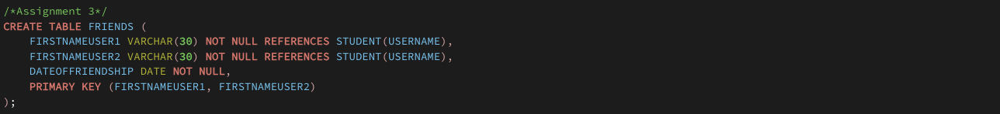 /*Assignment 3*/
CREATE TABLE FRIENDS (
    FIRSTNAMEUSER1 VARCHAR(30) NOT NULL REFERENCES STUDENT(USERNAME),
    FIRSTNAMEUSER2 VARCHAR(30) NOT NULL REFERENCES STUDENT(USERNAME),
    DATEOFFRIENDSHIP DATE NOT NULL,
    PRIMARY KEY (FIRSTNAMEUSER1, FIRSTNAMEUSER2)
);